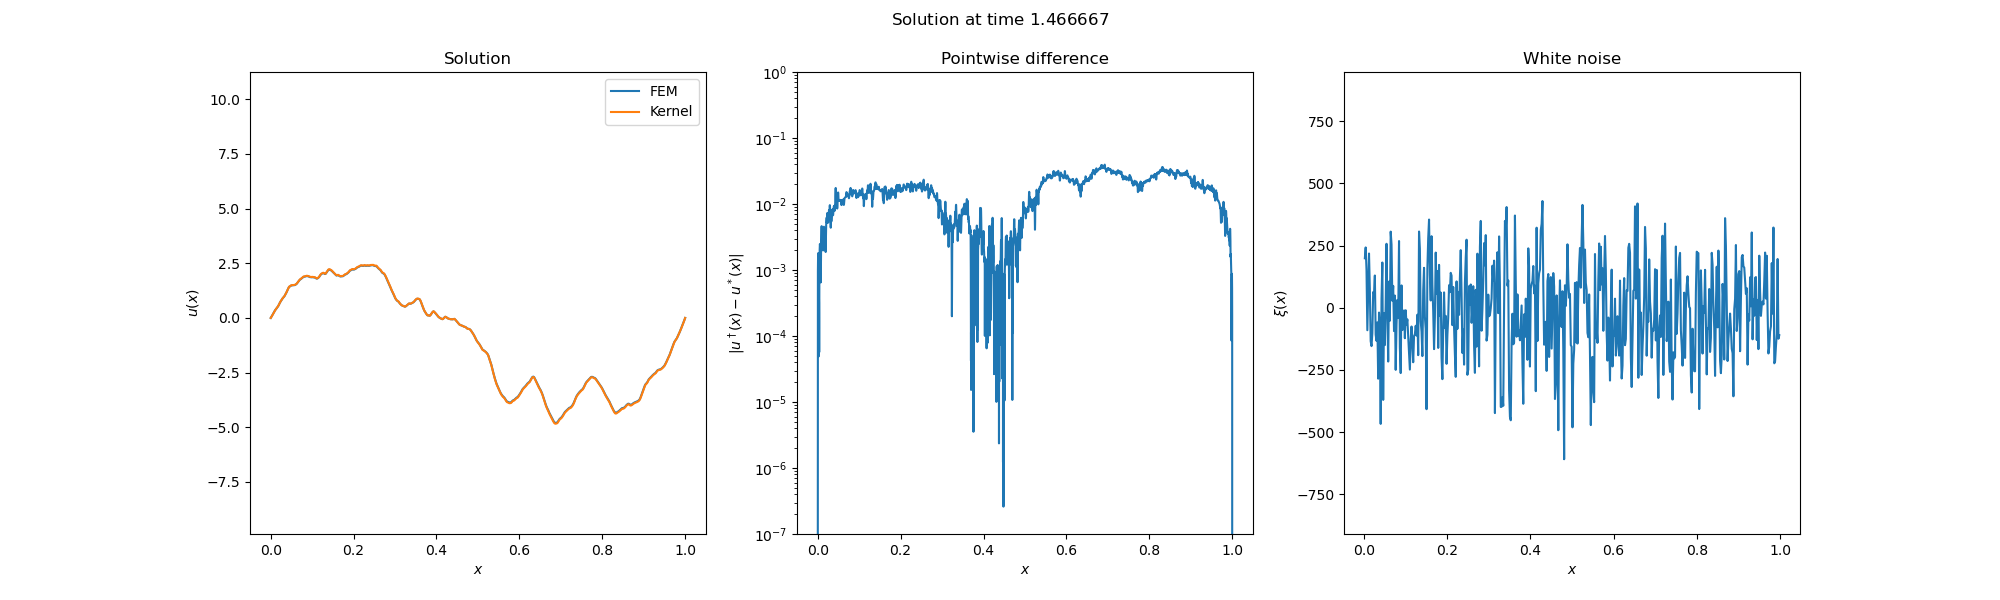 Solution at time 1.466667
Solution
10.0
7.5
5.0
2.5
0.0
−2.5
−5.0
−7.5
u(x)
0.0 0.2 0.4 0.6 0.8 1.0
x
FEM
Kernel
Pointwise difference
10⁰
10⁻¹
10⁻²
10⁻³
10⁻⁴
10⁻⁵
10⁻⁶
10⁻⁷
|u†(x) − u*(x)|
0.0 0.2 0.4 0.6 0.8 1.0
x
White noise
750
500
250
0
−250
−500
−750
ξ(x)
0.0 0.2 0.4 0.6 0.8 1.0
x